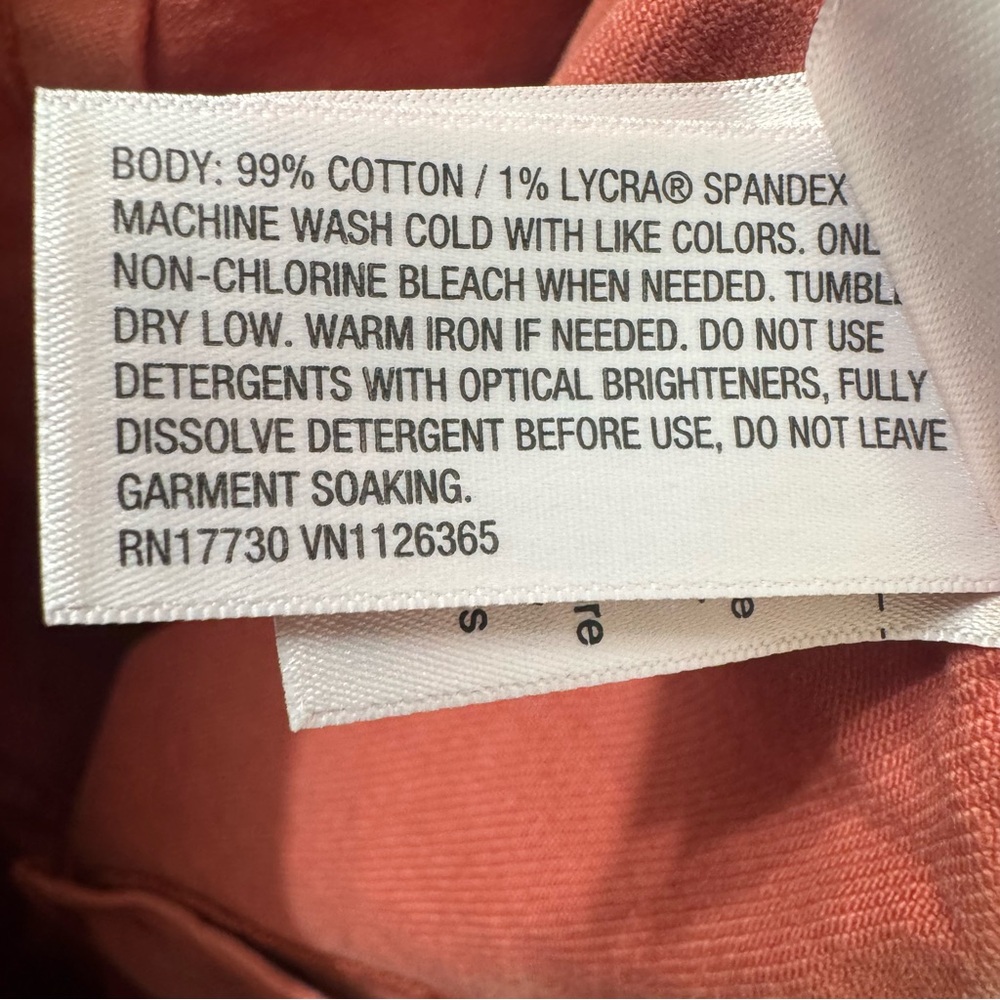 BODY: 99% COTTON / 1% LYCRA® SPANDEX
MACHINE WASH COLD WITH LIKE COLORS. ONL
NON-CHLORINE BLEACH WHEN NEEDED. TUMBL
DRY LOW. WARM IRON IF NEEDED. DO NOT USE
DETERGENTS WITH OPTICAL BRIGHTENERS, FULLY
DISSOLVE DETERGENT BEFORE USE, DO NOT LEAVE
GARMENT SOAKING.
RN17730 VN1126365
s
re
e